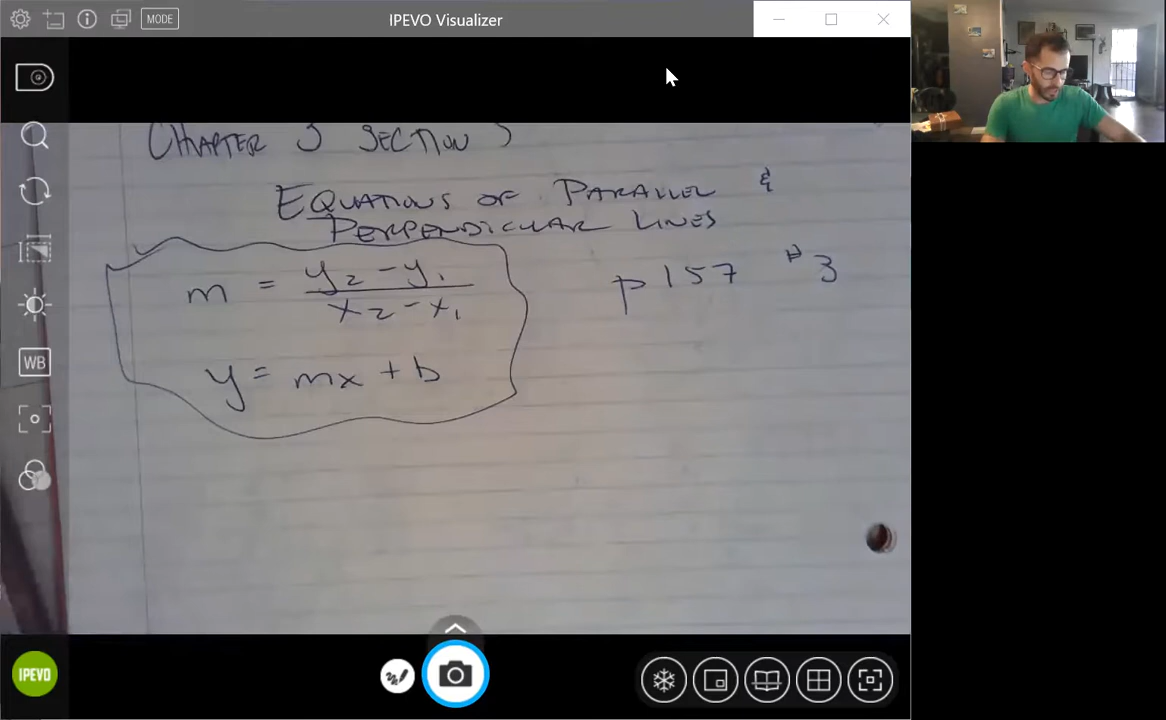 IPEVO Visualizer
MODE
CHAPTER 3 SECTION 5
EQUATIONS OF PARALLEL &
PERPENDICULAR LINES
m = y₂-y₁ / x₂-x₁
p157 #3
y = mx + b
WB
IPEVO